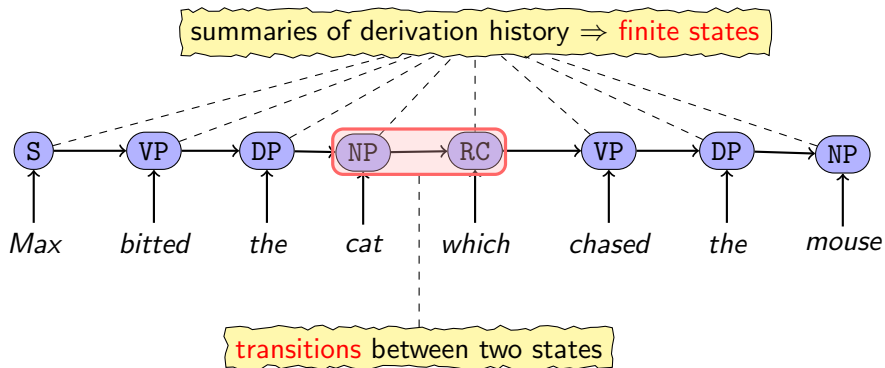 summaries of derivation history ⇒ finite states
S VP DP NP RC VP DP NP
Max bitted the cat which chased the mouse
transitions between two states